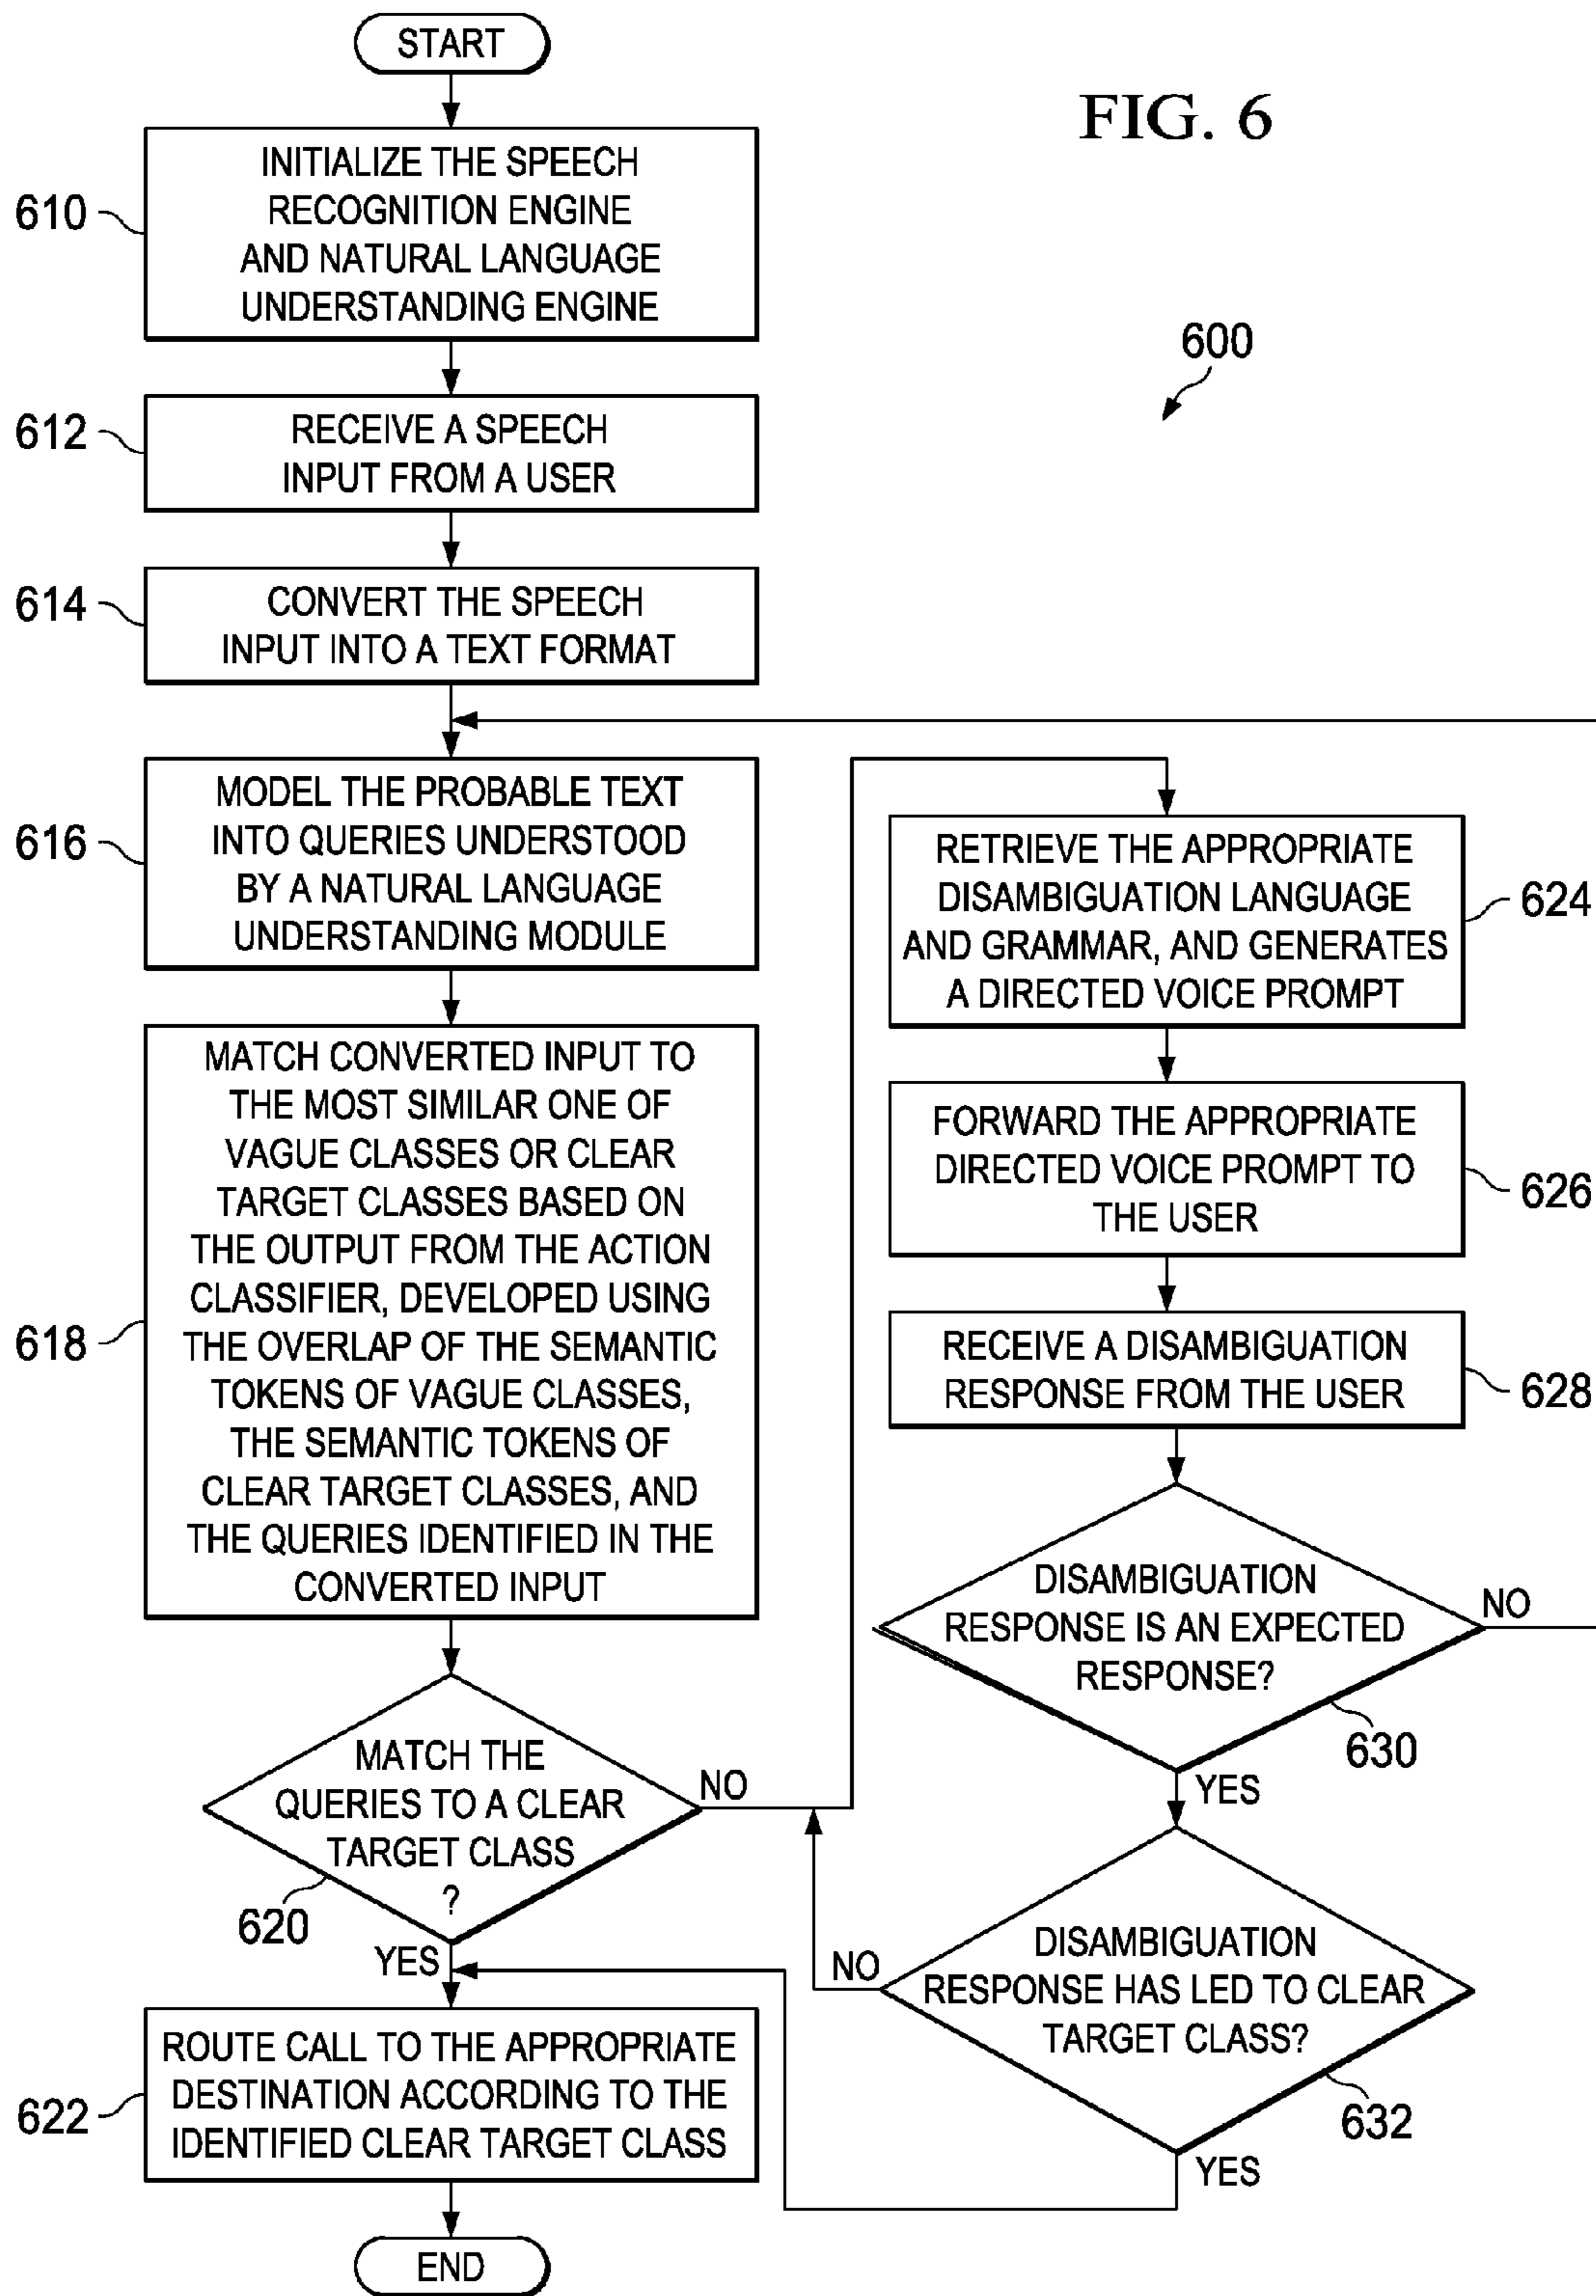 START
FIG. 6
610
INITIALIZE THE SPEECH
RECOGNITION ENGINE
AND NATURAL LANGUAGE
UNDERSTANDING ENGINE
600
612
RECEIVE A SPEECH
INPUT FROM A USER
614
CONVERT THE SPEECH
INPUT INTO A TEXT FORMAT
616
MODEL THE PROBABLE TEXT
INTO QUERIES UNDERSTOOD
BY A NATURAL LANGUAGE
UNDERSTANDING MODULE
618
MATCH CONVERTED INPUT TO
THE MOST SIMILAR ONE OF
VAGUE CLASSES OR CLEAR
TARGET CLASSES BASED ON
THE OUTPUT FROM THE ACTION
CLASSIFIER, DEVELOPED USING
THE OVERLAP OF THE SEMANTIC
TOKENS OF VAGUE CLASSES,
THE SEMANTIC TOKENS OF
CLEAR TARGET CLASSES, AND
THE QUERIES IDENTIFIED IN THE
CONVERTED INPUT
MATCH THE
QUERIES TO A CLEAR
TARGET CLASS
?
620
NO
YES
622
ROUTE CALL TO THE APPROPRIATE
DESTINATION ACCORDING TO THE
IDENTIFIED CLEAR TARGET CLASS
END
RETRIEVE THE APPROPRIATE
DISAMBIGUATION LANGUAGE
AND GRAMMAR, AND GENERATES
A DIRECTED VOICE PROMPT
624
FORWARD THE APPROPRIATE
DIRECTED VOICE PROMPT TO
THE USER
626
RECEIVE A DISAMBIGUATION
RESPONSE FROM THE USER
628
DISAMBIGUATION
RESPONSE IS AN EXPECTED
RESPONSE?
NO
630
YES
DISAMBIGUATION
RESPONSE HAS LED TO CLEAR
TARGET CLASS?
NO
632
YES